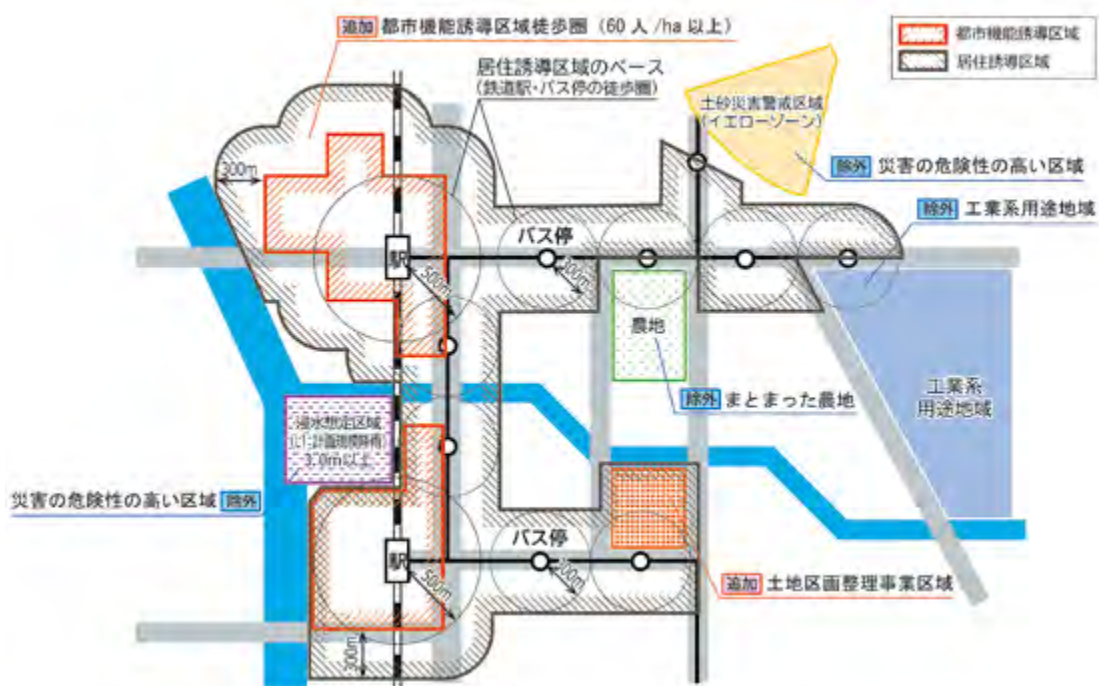 追加 都市機能誘導区域徒歩圏（60人/ha以上）
都市機能誘導区域
居住誘導区域
居住誘導区域のベース
(鉄道駅・バス停の徒歩圏)
土砂災害警戒区域
(イエローゾーン)
除外 災害の危険性の高い区域
300m
除外 工業系用途地域
バス停
駅
500m
300m
農地
工業系
用途地域
除外 まとまった農地
浸水想定区域
(L1:計画規模降雨)
3.0m以上
災害の危険性の高い区域 除外
バス停
駅
500m
300m
追加 土地区画整理事業区域
300m